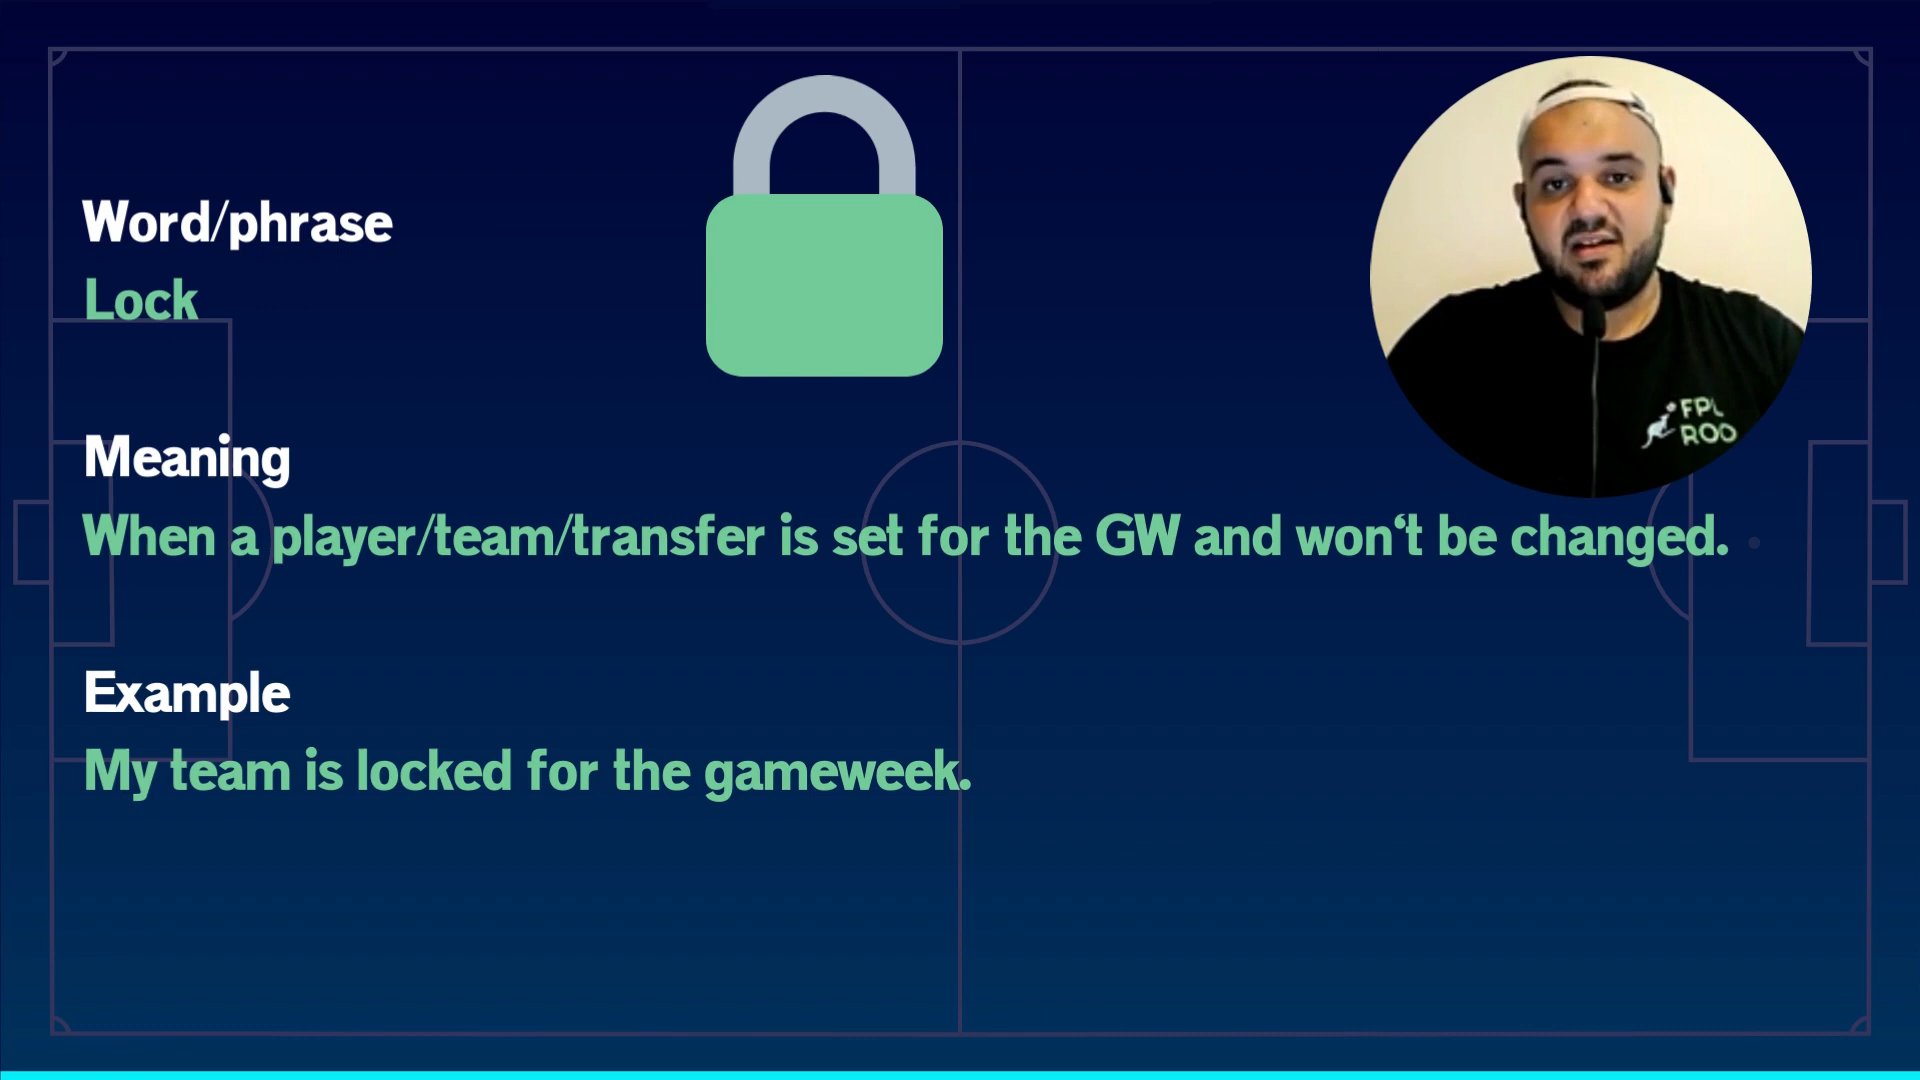 Word/phrase
Lock
Meaning
When a player/team/transfer is set for the GW and won‘t be changed.
Example
My team is locked for the gameweek.
FPL
ROO